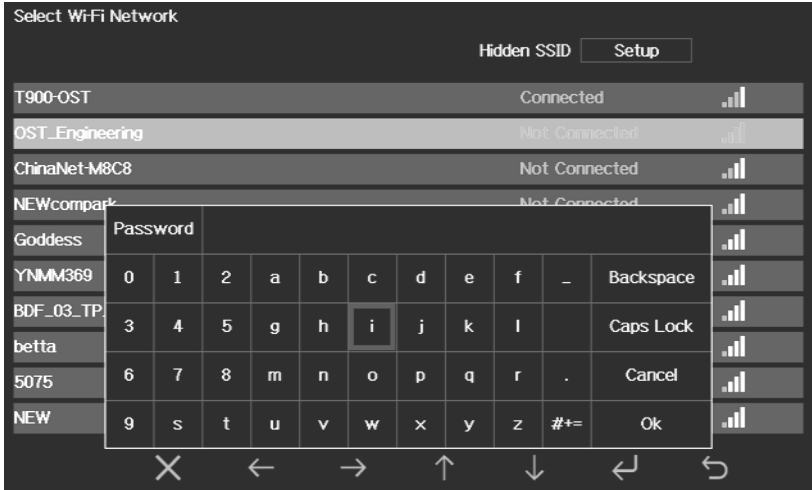 Select Wi-Fi Network
Hidden SSID Setup
T900-OST Connected
OST_Engineering Not Connected
ChinaNet-M8C8 Not Connected
NEWcompark Not Connected
Goddess
YNMM369
BDF_03_TP
betta
5075
NEW
Password
0 1 2 a b c d e f _ Backspace
3 4 5 g h i j k l Caps Lock
6 7 8 m n o p q r . Cancel
9 s t u v w x y z #+= Ok